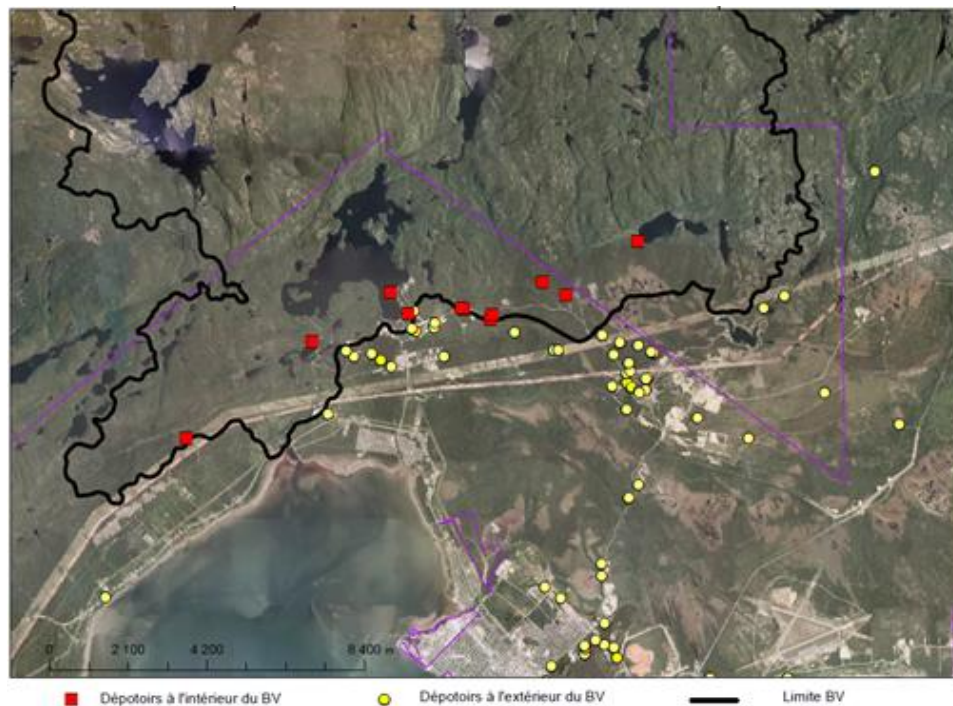 0 2 100 4 200 8 400 m
Dépotoirs à l'intérieur du BV Dépotoirs à l'extérieur du BV Limite BV